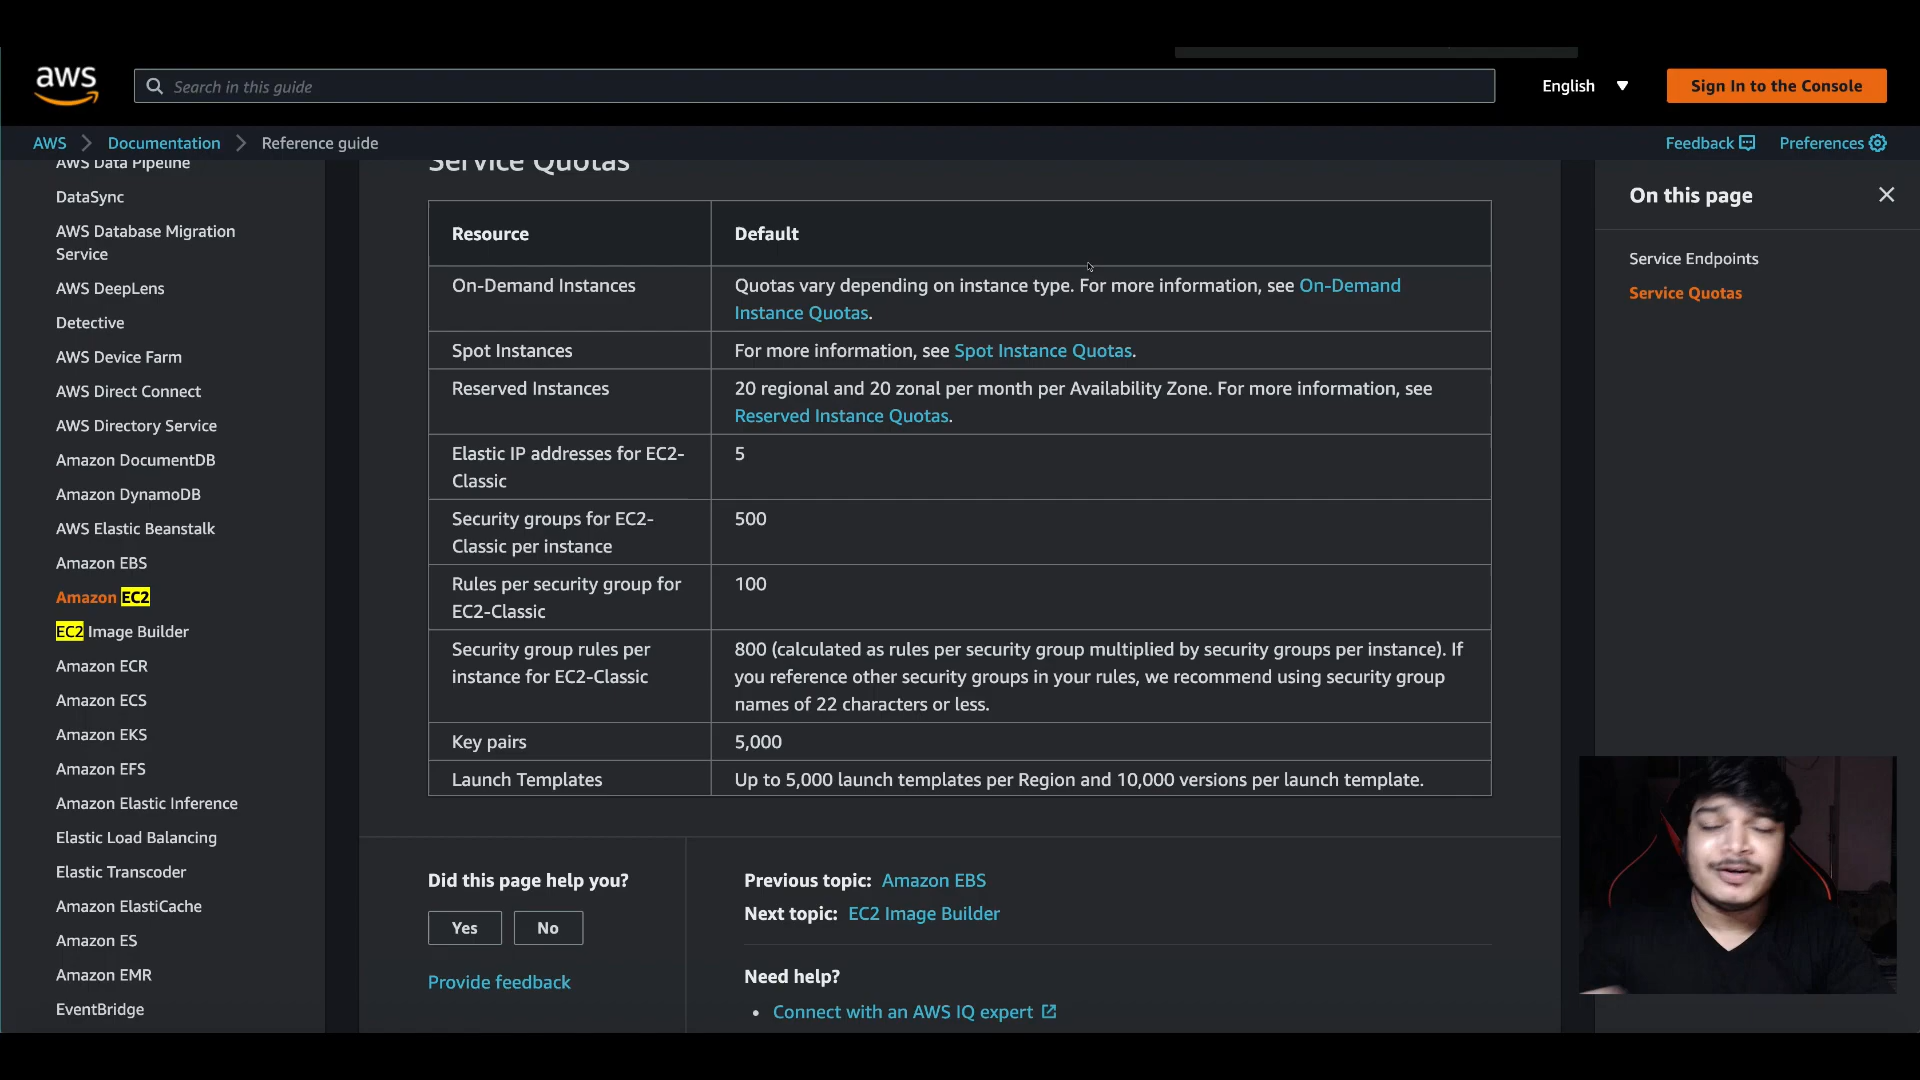 aws
Search in this guide
English
Sign In to the Console
AWS
Documentation
Reference guide
Feedback
Preferences
AWS Data Pipeline
DataSync
AWS Database Migration
Service
AWS DeepLens
Detective
AWS Device Farm
AWS Direct Connect
AWS Directory Service
Amazon DocumentDB
Amazon DynamoDB
AWS Elastic Beanstalk
Amazon EBS
Amazon EC2
EC2 Image Builder
Amazon ECR
Amazon ECS
Amazon EKS
Amazon EFS
Amazon Elastic Inference
Elastic Load Balancing
Elastic Transcoder
Amazon ElastiCache
Amazon ES
Amazon EMR
EventBridge
Service Quotas
Resource
Default
On-Demand Instances
Quotas vary depending on instance type. For more information, see On-Demand
Instance Quotas.
Spot Instances
For more information, see Spot Instance Quotas.
Reserved Instances
20 regional and 20 zonal per month per Availability Zone. For more information, see
Reserved Instance Quotas.
Elastic IP addresses for EC2-
Classic
5
Security groups for EC2-
Classic per instance
500
Rules per security group for
EC2-Classic
100
Security group rules per
instance for EC2-Classic
800 (calculated as rules per security group multiplied by security groups per instance). If
you reference other security groups in your rules, we recommend using security group
names of 22 characters or less.
Key pairs
5,000
Launch Templates
Up to 5,000 launch templates per Region and 10,000 versions per launch template.
Did this page help you?
Yes
No
Provide feedback
Previous topic: Amazon EBS
Next topic: EC2 Image Builder
Need help?
• Connect with an AWS IQ expert
On this page
Service Endpoints
Service Quotas